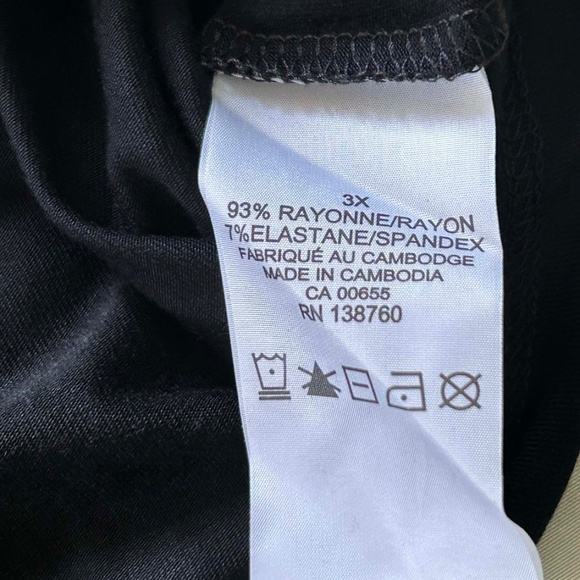 3X
93% RAYONNE/RAYON
7% ELASTANE/SPANDEX
FABRIQUÉ AU CAMBODGE
MADE IN CAMBODIA
CA 00655
RN 138760